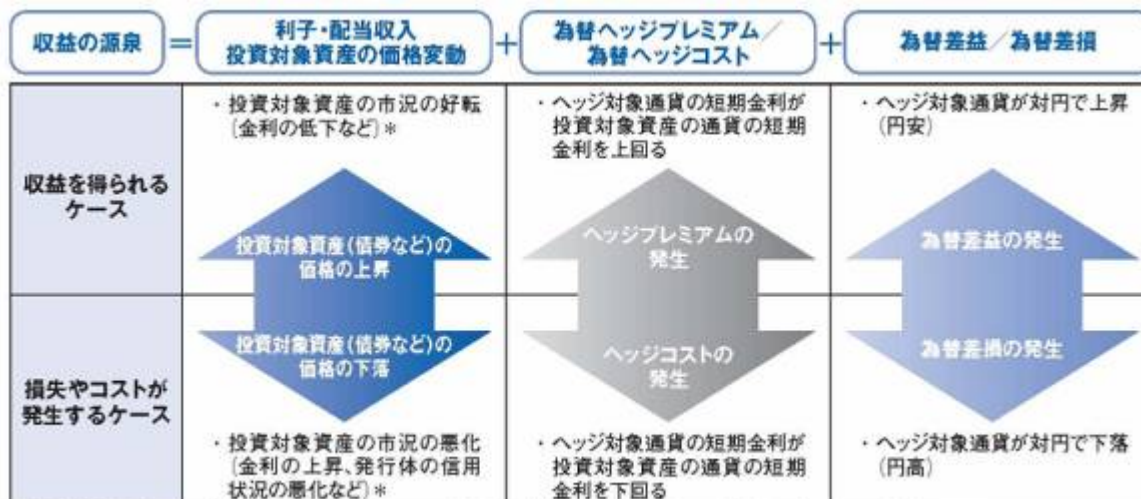 収益の源泉 = 利子・配当収入
投資対象資産の価格変動 + 為替ヘッジプレミアム／
為替ヘッジコスト + 為替差益／為替差損
収益を得られる
ケース
・投資対象資産の市況の好転
(金利の低下など)＊
投資対象資産(債券など)の
価格の上昇
・ヘッジ対象通貨の短期金利が
投資対象資産の通貨の短期
金利を上回る
ヘッジプレミアムの
発生
・ヘッジ対象通貨が対円で上昇
(円安)
為替差益の発生
損失やコストが
発生するケース
投資対象資産(債券など)の
価格の下落
・投資対象資産の市況の悪化
(金利の上昇、発行体の信用
状況の悪化など)＊
ヘッジコストの
発生
・ヘッジ対象通貨の短期金利が
投資対象資産の通貨の短期
金利を下回る
為替差損の発生
・ヘッジ対象通貨が対円で下落
(円高)